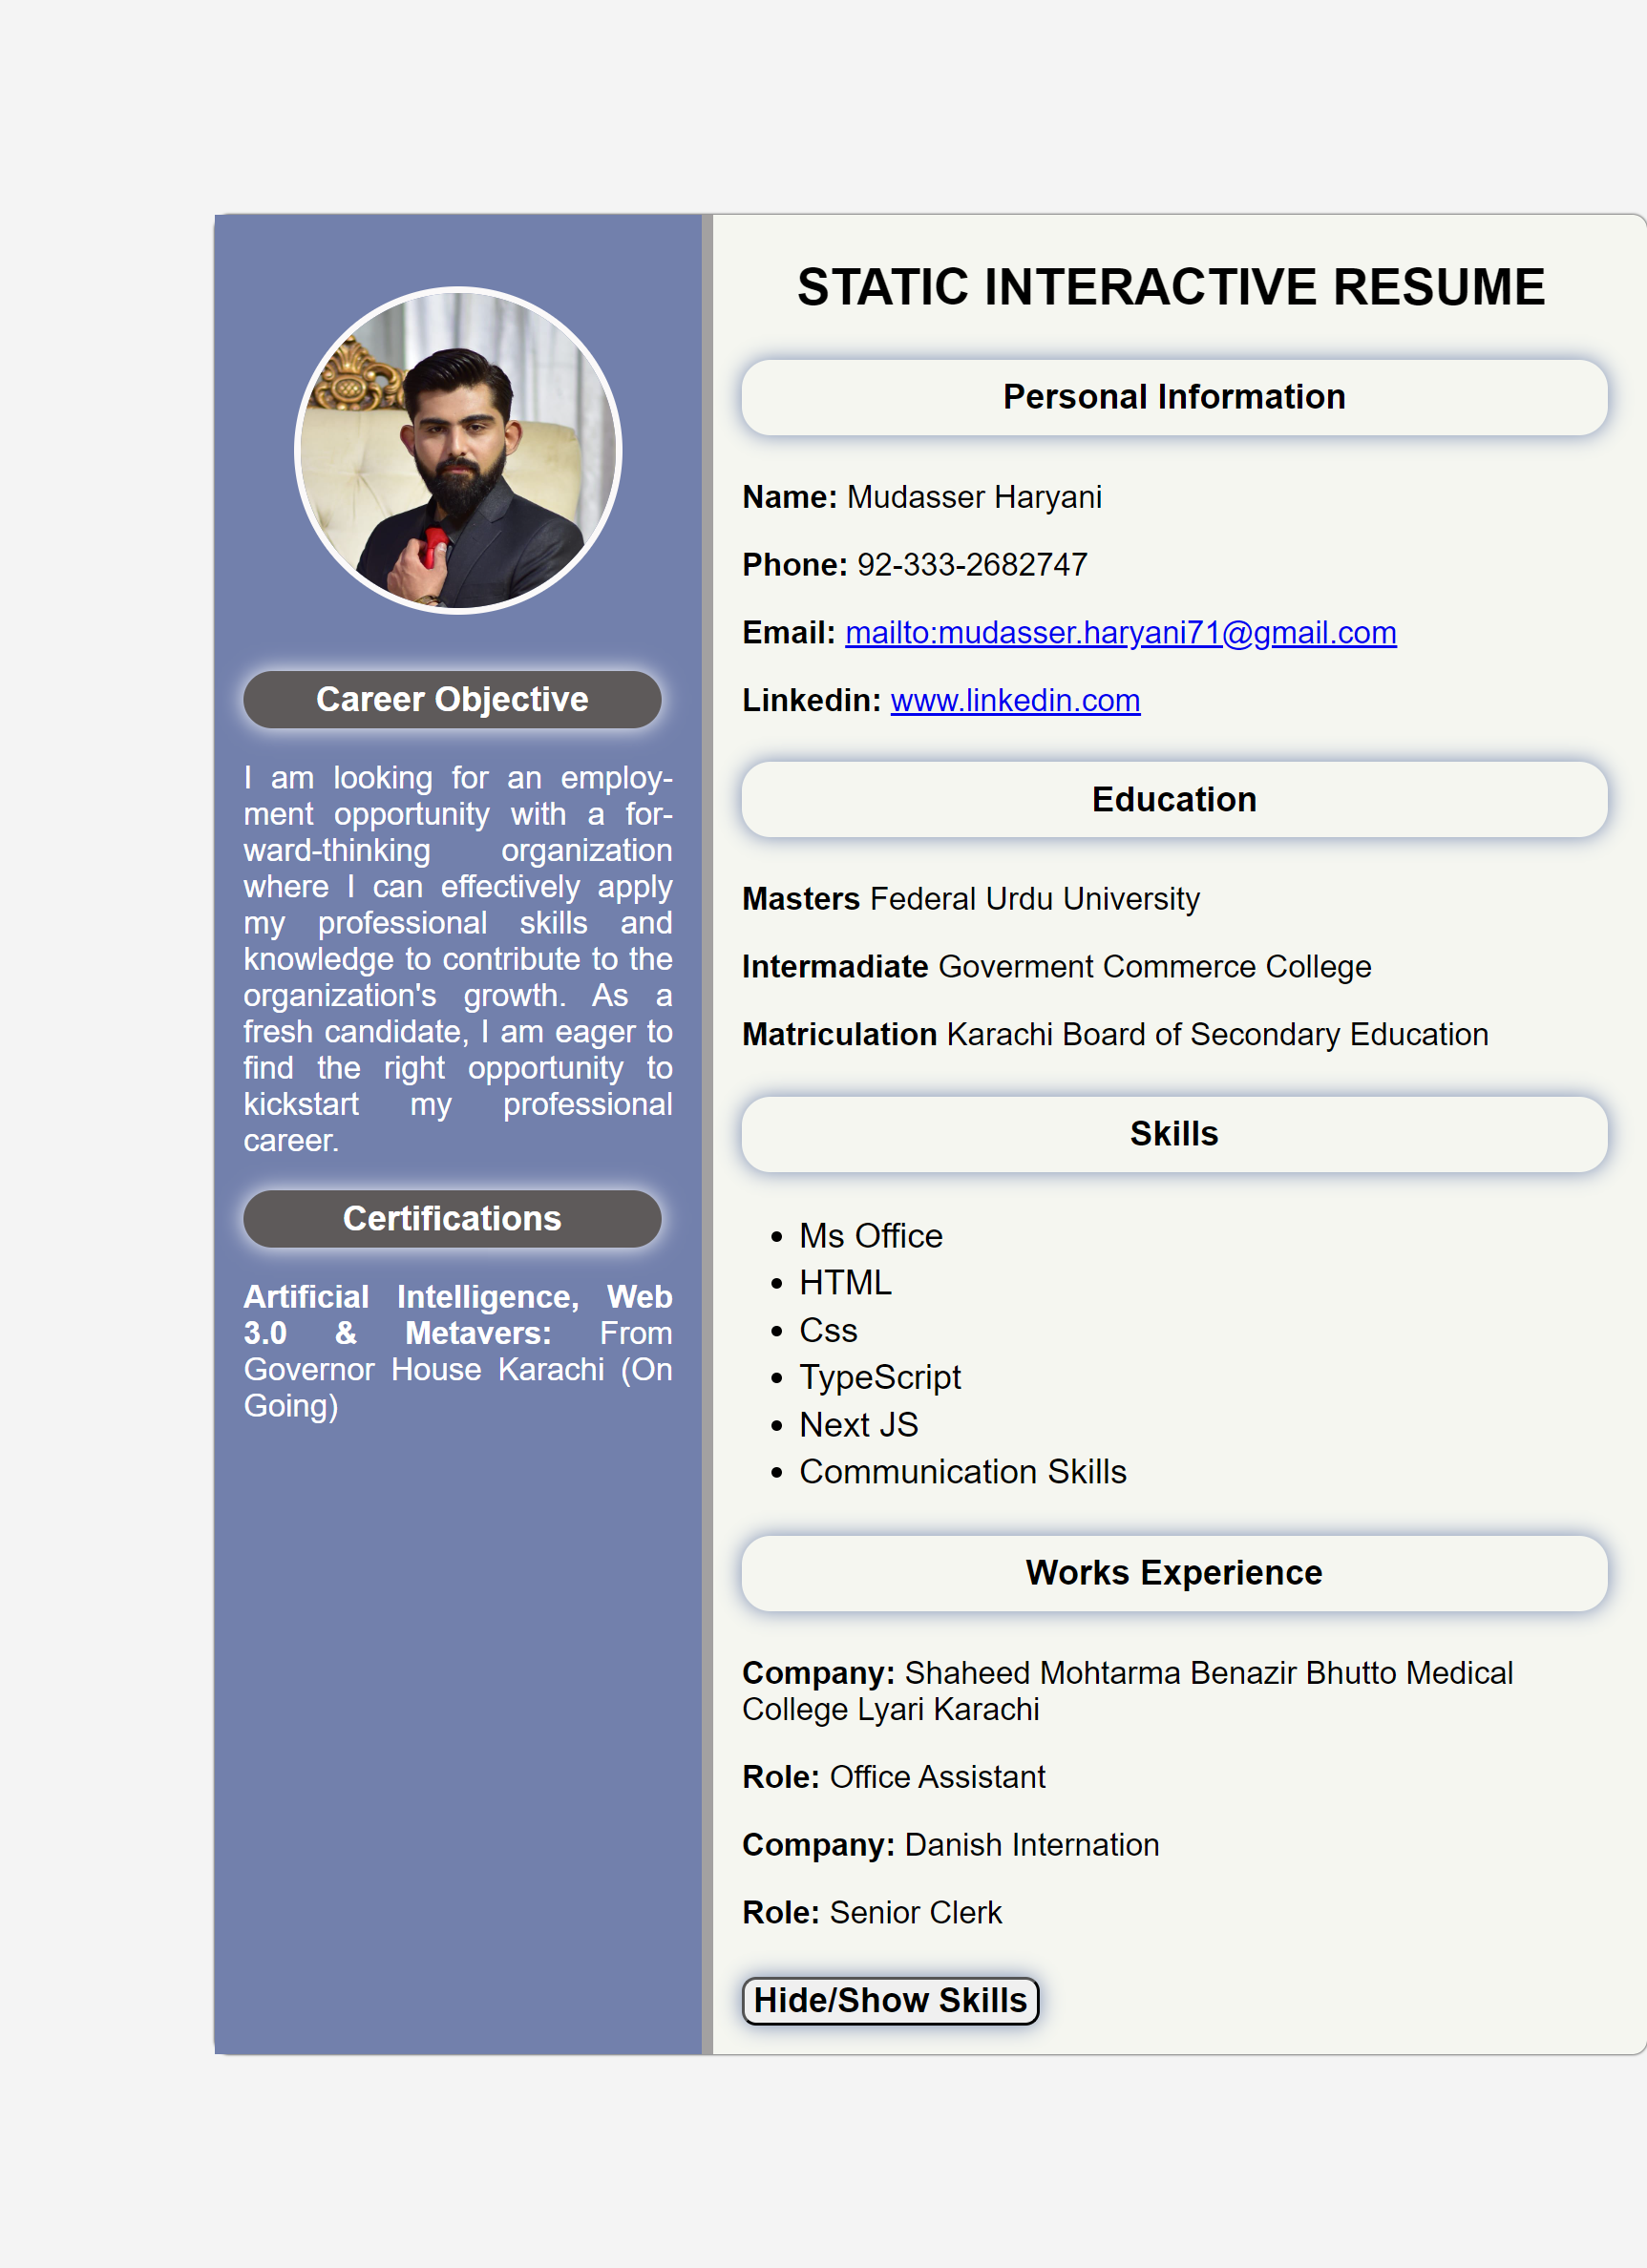 Career Objective
I am looking for an employ-
ment opportunity with a for-
ward-thinking organization
where I can effectively apply
my professional skills and
knowledge to contribute to the
organization's growth. As a
fresh candidate, I am eager to
find the right opportunity to
kickstart my professional
career.
Certifications
Artificial Intelligence, Web
3.0 & Metavers: From
Governor House Karachi (On
Going)
STATIC INTERACTIVE RESUME
Personal Information
Name: Mudasser Haryani
Phone: 92-333-2682747
Email: mailto:mudasser.haryani71@gmail.com
Linkedin: www.linkedin.com
Education
Masters Federal Urdu University
Intermadiate Goverment Commerce College
Matriculation Karachi Board of Secondary Education
Skills
• Ms Office
• HTML
• Css
• TypeScript
• Next JS
• Communication Skills
Works Experience
Company: Shaheed Mohtarma Benazir Bhutto Medical
College Lyari Karachi
Role: Office Assistant
Company: Danish Internation
Role: Senior Clerk
Hide/Show Skills